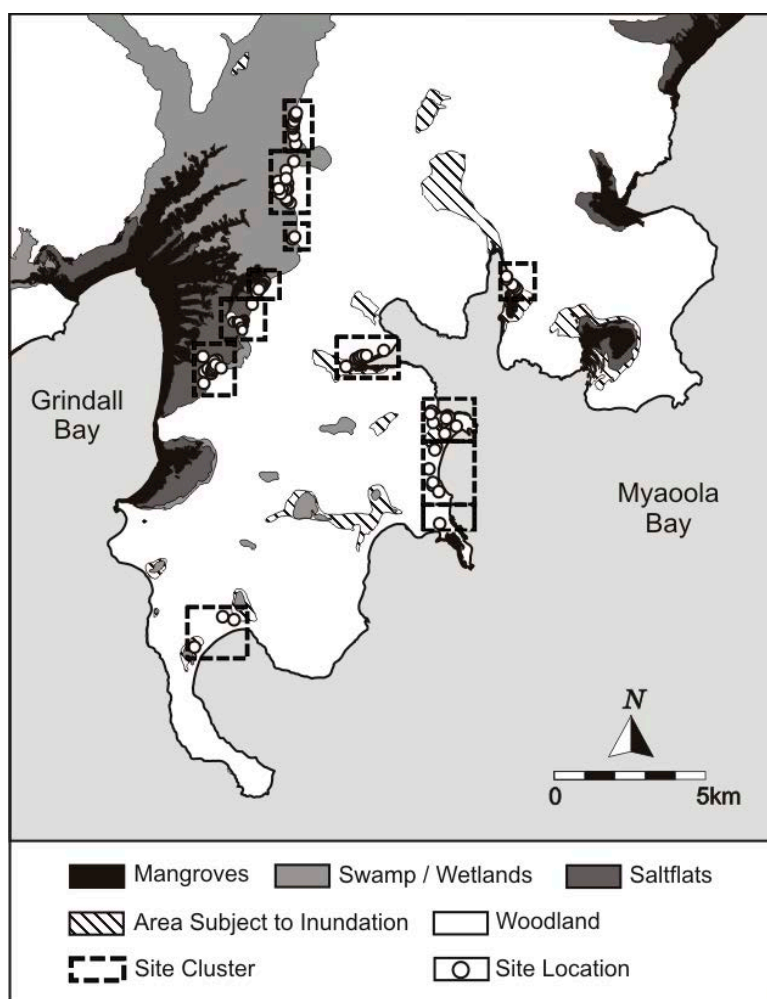 Grindall
Bay
Myaoola
Bay
N
0 5km
Mangroves Swamp / Wetlands Saltflats
Area Subject to Inundation Woodland
Site Cluster Site Location